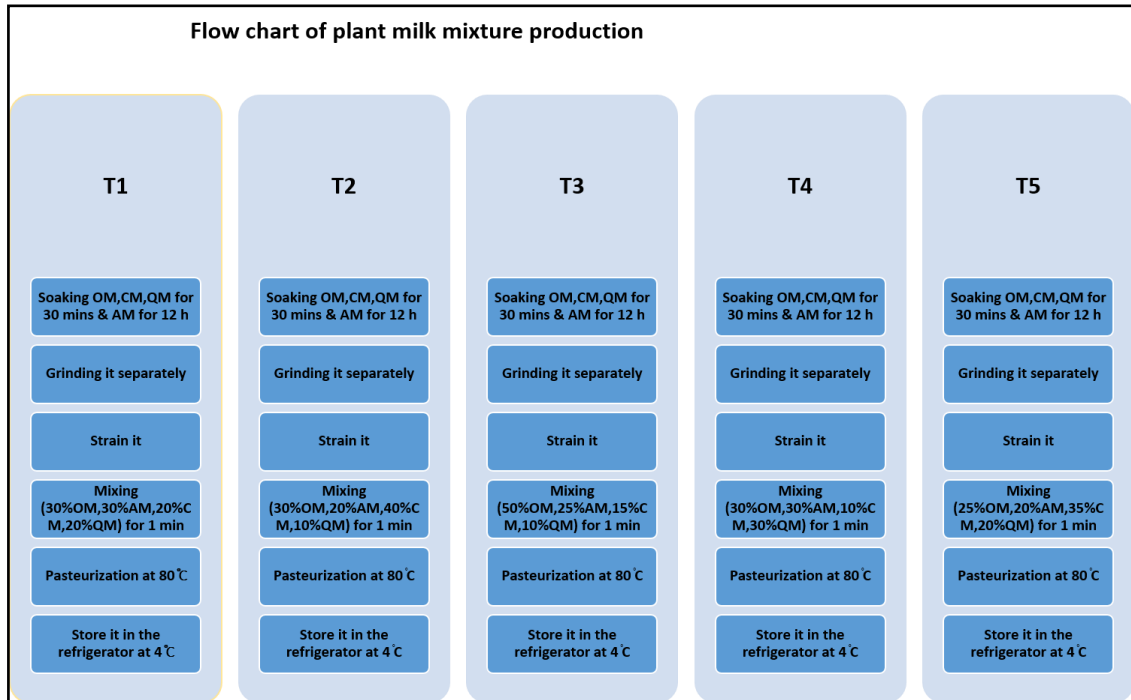 Flow chart of plant milk mixture production
T1
Soaking OM,CM,QM for
30 mins & AM for 12 h
Grinding it separately
Strain it
Mixing
(30%OM,30%AM,20%C
M,20%QM) for 1 min
Pasteurization at 80℃
Store it in the
refrigerator at 4℃
T2
Soaking OM,CM,QM for
30 mins & AM for 12 h
Grinding it separately
Strain it
Mixing
(30%OM,20%AM,40%C
M,10%QM) for 1 min
Pasteurization at 80°C
Store it in the
refrigerator at 4°C
T3
Soaking OM,CM,QM for
30 mins & AM for 12 h
Grinding it separately
Strain it
Mixing
(50%OM,25%AM,15%C
M,10%QM) for 1 min
Pasteurization at 80°C
Store it in the
refrigerator at 4°C
T4
Soaking OM,CM,QM for
30 mins & AM for 12 h
Grinding it separately
Strain it
Mixing
(30%OM,30%AM,10%C
M,30%QM) for 1 min
Pasteurization at 80°C
Store it in the
refrigerator at 4°C
T5
Soaking OM,CM,QM for
30 mins & AM for 12 h
Grinding it separately
Strain it
Mixing
(25%OM,20%AM,35%C
M,20%QM) for 1 min
Pasteurization at 80°C
Store it in the
refrigerator at 4°C